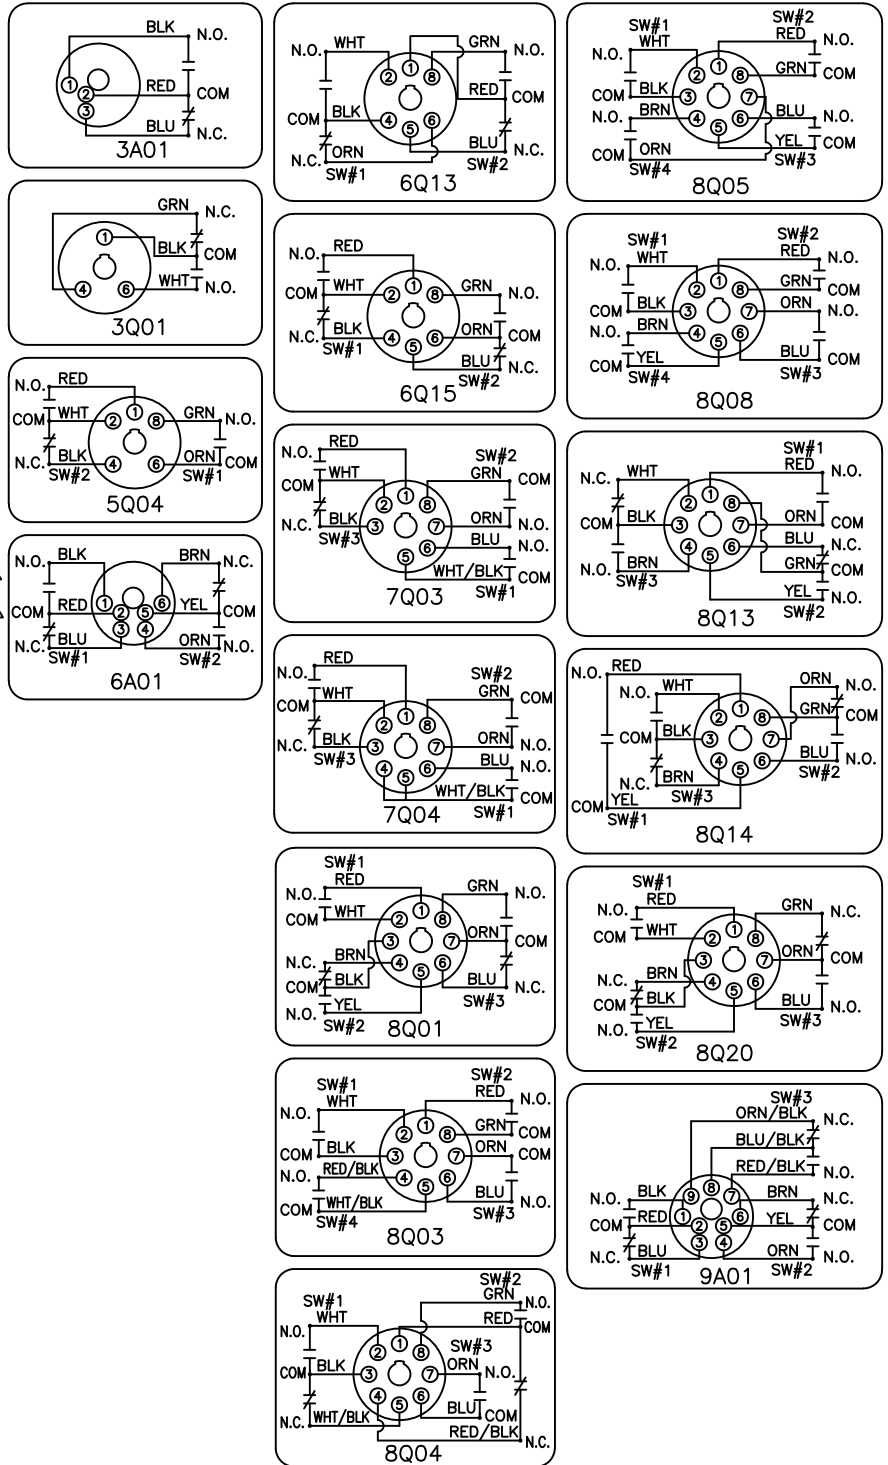 BLK N.O.
1
2 RED COM
3
BLU N.C.
3A01
GRN N.C.
1 BLK COM
4 6 WHT N.O.
3Q01
N.O. RED
COM WHT 2 1 8 GRN N.O.
N.C. BLK 4 6 ORN COM
SW#2 SW#1
5Q04
N.O. BLK BRN N.C.
1 6
COM RED 2 5 YEL COM
3 4
N.C. BLU ORN N.O.
SW#1 SW#2
6A01
N.O. WHT GRN N.O.
2 1 8
RED COM
COM BLK 4 5 6
N.C. ORN BLU N.C.
SW#1 SW#2
6Q13
N.O. RED
1
COM WHT 2 8 GRN N.O.
N.C. BLK 4 5 6 ORN COM
SW#1 BLU N.C.
SW#2
6Q15
N.O. RED
SW#2
COM WHT GRN COM
2 1 8
N.C. BLK 3 7 ORN N.O.
SW#3 5 6 BLU N.O.
WHT/BLK COM
SW#1
7Q03
N.O. RED
SW#2
COM WHT GRN COM
2 1 8
N.C. BLK 3 7 ORN N.O.
SW#3 4 5 6 BLU N.O.
WHT/BLK COM
SW#1
7Q04
SW#1
N.O. RED GRN N.O.
COM WHT 2 1 8
3 7 ORN COM
N.C. BRN 4 5 6
COM BLK BLU N.C.
N.O. YEL SW#3
SW#2
8Q01
SW#1 SW#2
N.O. WHT RED N.O.
2 1 8 GRN COM
COM BLK 3 7 ORN COM
N.O. RED/BLK 4 5 6
COM WHT/BLK BLU N.O.
SW#4 SW#3
8Q03
SW#2
SW#1 GRN N.O.
N.O. WHT RED COM
2 1 8 SW#3
COM BLK 3 7 ORN N.O.
4 5 6
N.C. WHT/BLK BLU COM
RED/BLK N.C.
8Q04
SW#1 SW#2
N.O. WHT RED N.O.
2 1 8 GRN COM
COM BLK 3 7
N.O. BRN 4 5 6 BLU N.O.
COM ORN YEL COM
SW#4 SW#3
8Q05
SW#1 SW#2
N.O. WHT RED N.O.
2 1 8 GRN COM
COM BLK 3 7 ORN N.O.
N.O. BRN 4 5 6
COM YEL BLU COM
SW#4 SW#3
8Q08
SW#1
N.C. WHT RED N.O.
2 1 8
COM BLK 3 7 ORN COM
4 5 6 BLU N.C.
N.O. BRN GRN COM
SW#3 YEL N.O.
SW#2
8Q13
N.O. RED ORN N.O.
N.O. WHT
2 1 8 GRN COM
COM BLK 3 7
4 5 6 BLU N.O.
N.C. BRN SW#2
SW#3
COM YEL
SW#1
8Q14
SW#1
N.O. RED GRN N.C.
COM WHT 2 1 8
3 7 ORN COM
N.C. BRN 4 5 6
COM BLK BLU N.O.
N.O. YEL SW#3
SW#2
8Q20
SW#3
ORN/BLK N.C.
BLU/BLK
RED/BLK N.O.
9 8 7
N.O. BLK BRN N.C.
1 6
COM RED 2 5 YEL COM
3 4
N.C. BLU ORN N.O.
SW#1 SW#2
9A01